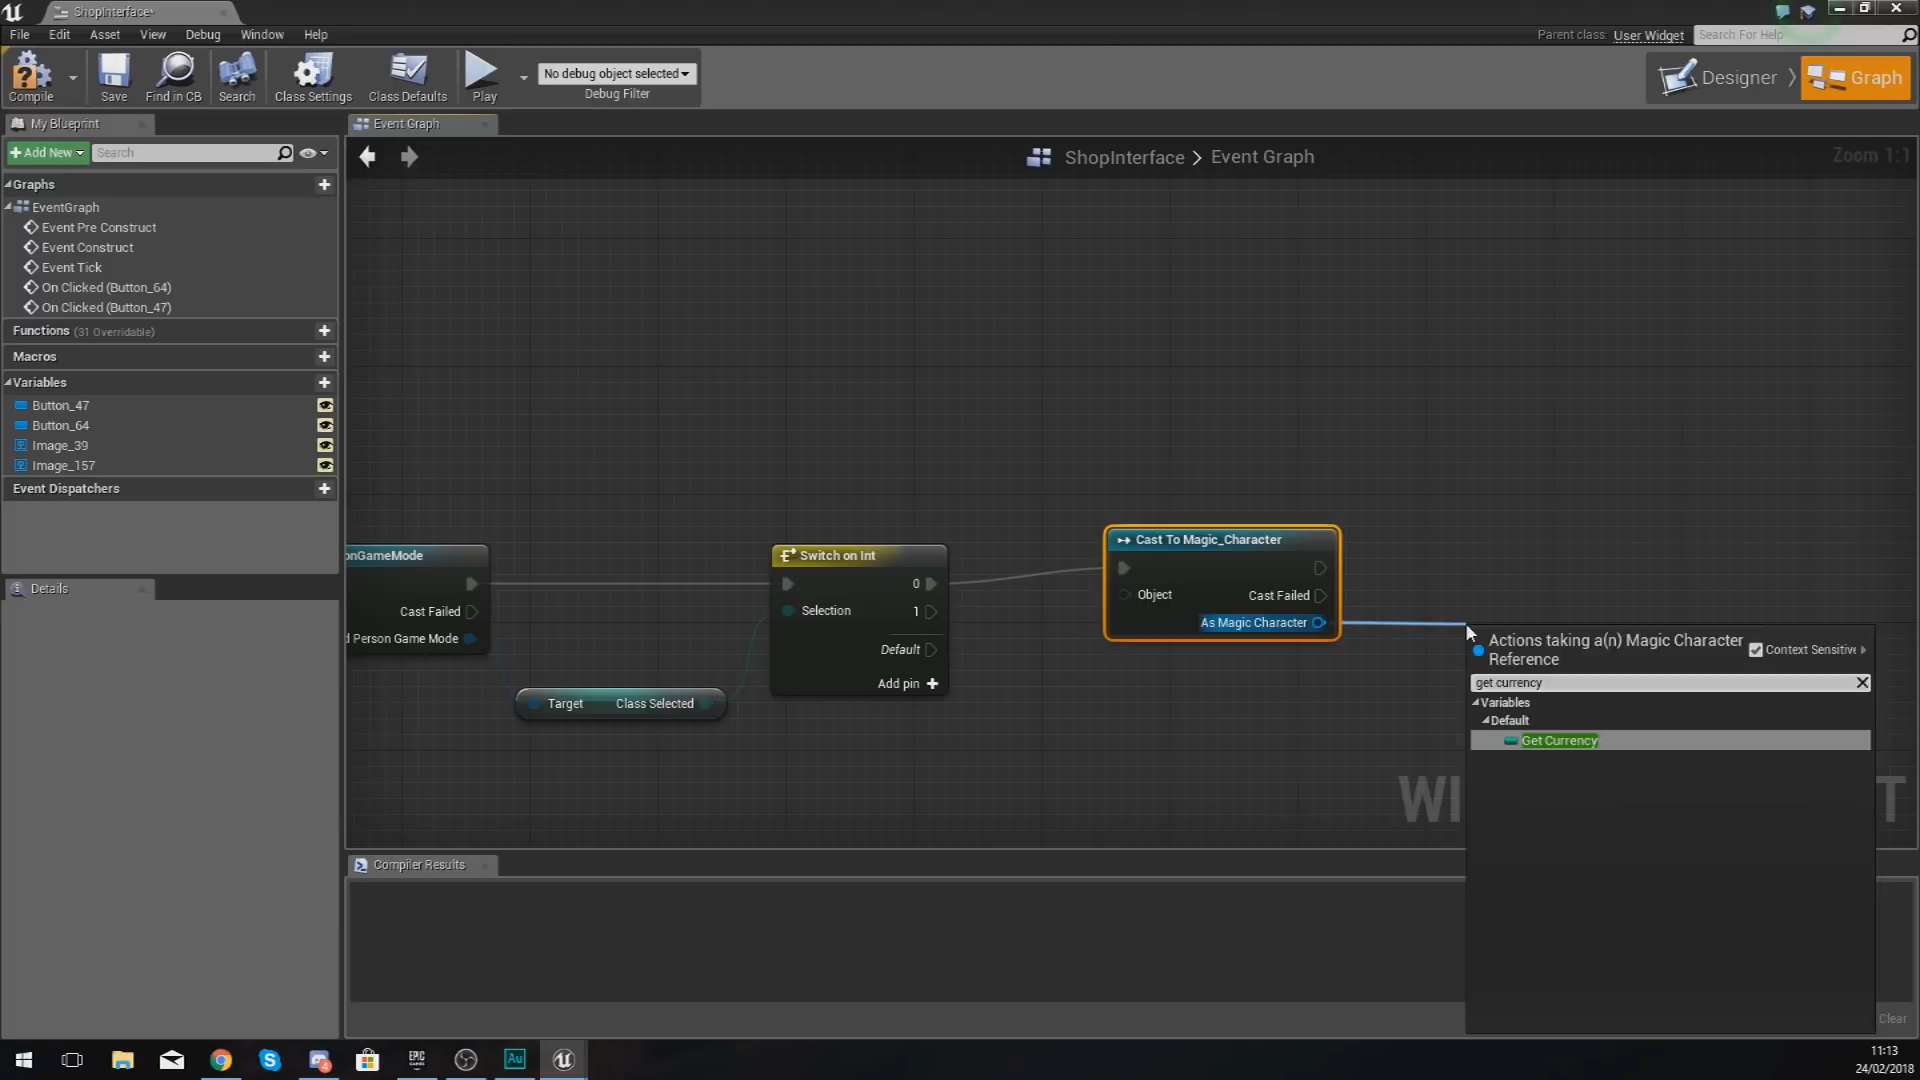 ShopInterface*
File Edit Asset View Debug Window Help
Parent class: User Widget Search For Help
Compile Save Find in CB Search Class Settings Class Defaults Play
No debug object selected
Debug Filter
Designer Graph
My Blueprint
Event Graph
Add New Search
ShopInterface > Event Graph
Zoom 1:1
Graphs
EventGraph
Event Pre Construct
Event Construct
Event Tick
On Clicked (Button_64)
On Clicked (Button_47)
Functions (31 Overridable)
Macros
Variables
Button_47
Button_64
Image_39
Image_157
Event Dispatchers
Details
onGameMode
Cast Failed
d Person Game Mode
Target Class Selected
Switch on Int
0
Selection 1
Default
Add pin
Cast To Magic_Character
Object Cast Failed
As Magic Character
Actions taking a(n) Magic Character
Reference
Context Sensitive
get currency
Variables
Default
Get Currency
WI
T
Compiler Results
Clear
EPIC
GAMES
Au
4
11:13
24/02/2018